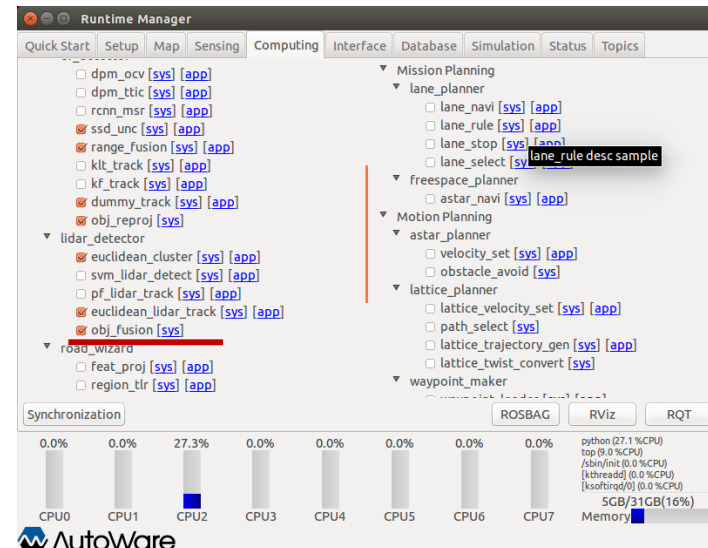 Runtime Manager
Quick Start Setup Map Sensing Computing Interface Database Simulation Status Topics
dpm_ocv [sys] [app]
dpm_ttic [sys] [app]
rcnn_msr [sys] [app]
ssd_unc [sys] [app]
range_fusion [sys] [app]
klt_track [sys] [app]
kf_track [sys] [app]
dummy_track [sys] [app]
obj_reproj [sys]
lidar_detector
euclidean_cluster [sys] [app]
svm_lidar_detect [sys] [app]
pf_lidar_track [sys] [app]
euclidean_lidar_track [sys] [app]
obj_fusion [sys]
road_wizard
feat_proj [sys] [app]
region_tlr [sys] [app]
Mission Planning
lane_planner
lane_navi [sys] [app]
lane_rule [sys] [app]
lane_stop [sys] [app]
lane_select [sy
lane_rule desc sample
freespace_planner
astar_navi [sys] [app]
Motion Planning
astar_planner
velocity_set [sys] [app]
obstacle_avoid [sys]
lattice_planner
lattice_velocity_set [sys] [app]
path_select [sys]
lattice_trajectory_gen [sys] [app]
lattice_twist_convert [sys]
waypoint_maker
Synchronization ROSBAG RViz RQT
0.0% 0.0% 27.3% 0.0% 0.0% 0.0% 0.0% 0.0%
CPU0 CPU1 CPU2 CPU3 CPU4 CPU5 CPU6 CPU7
python (27.1 %CPU)
top (9.0 %CPU)
/sbin/init (0.0 %CPU)
[kthreadd] (0.0 %CPU)
[ksoftirqd/0] (0.0 %CPU)
5GB/31GB(16%)
Memory
AutoWare